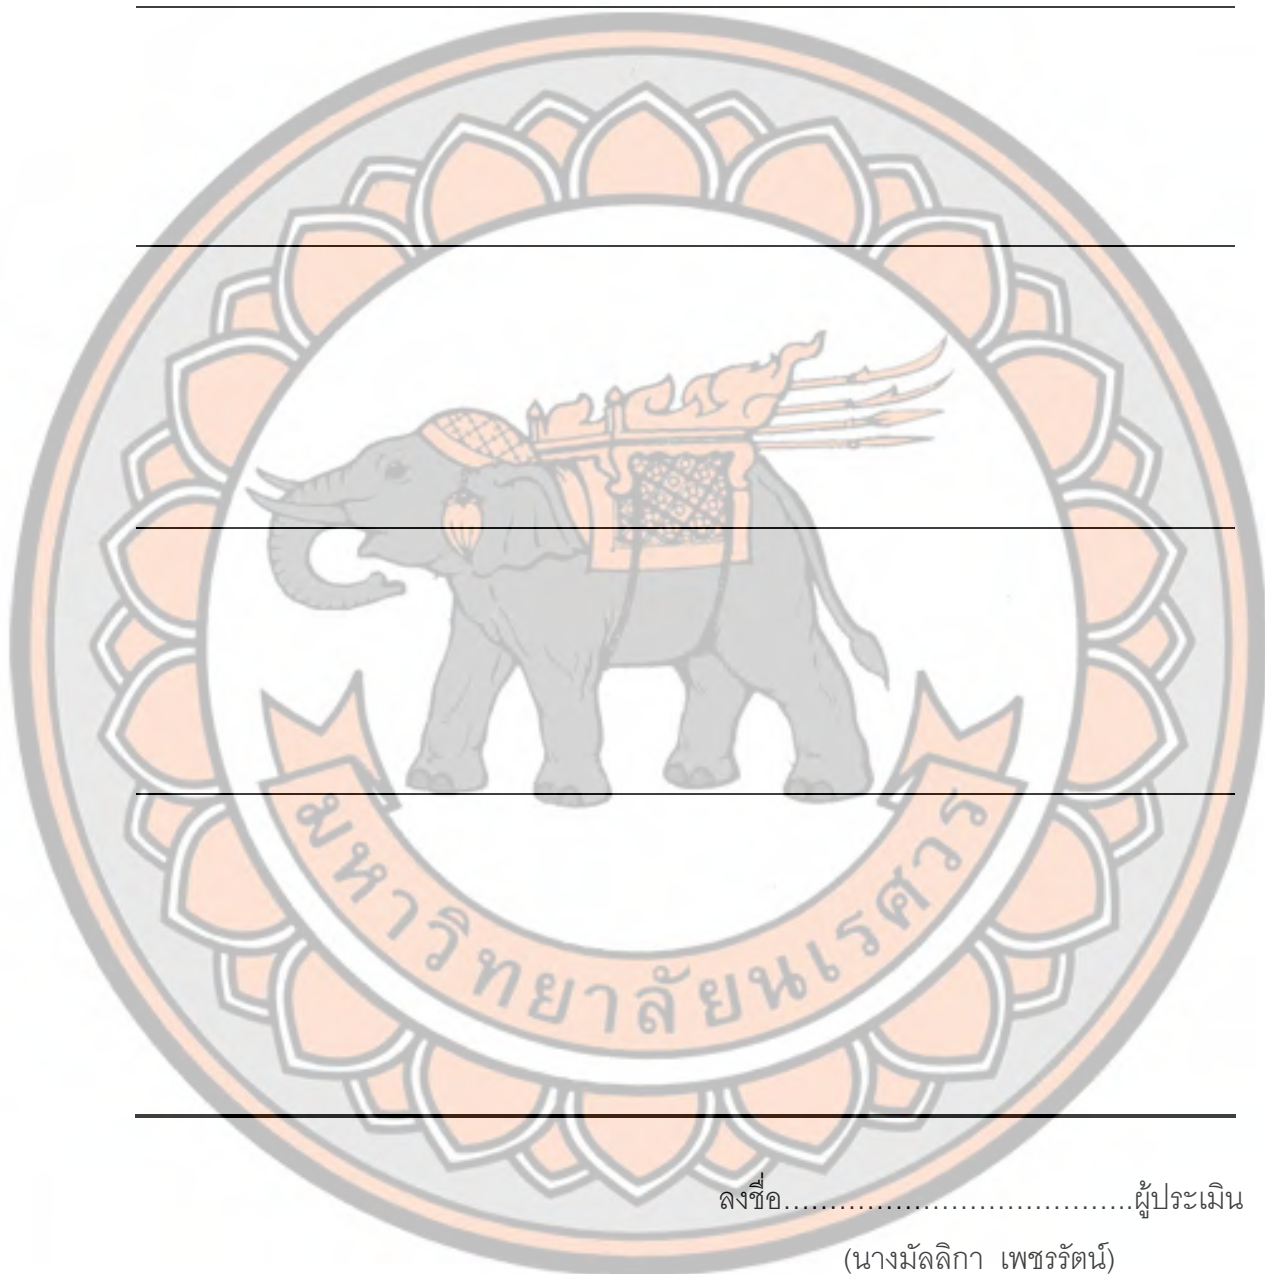 มหาวิทยาลัยนเรศวร
ลงชื่อ......................................ผู้ประเมิน
(นางมัลลิกา เพชรรัตน์)